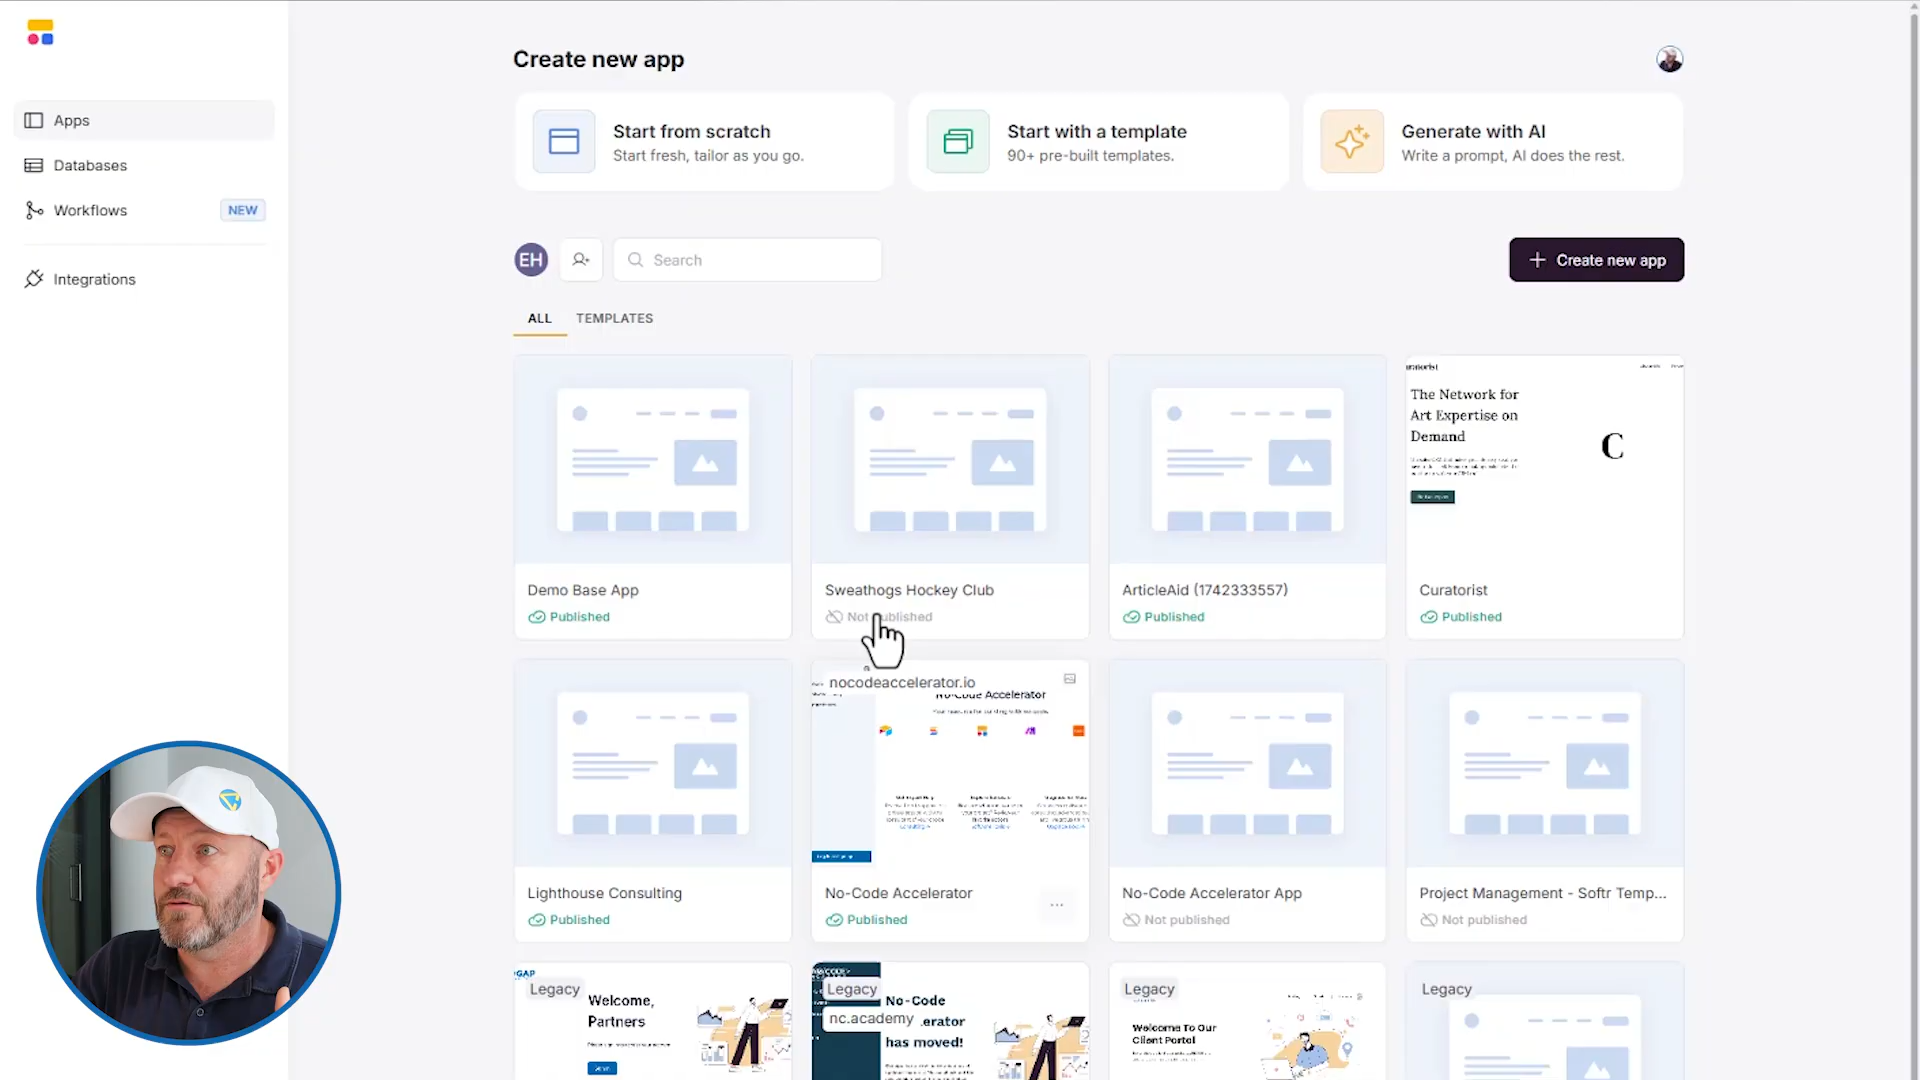 Create new app
Apps
Databases
Workflows
NEW
Integrations
Start from scratch
Start fresh, tailor as you go.
Start with a template
90+ pre-built templates.
Generate with AI
Write a prompt, AI does the rest.
EH
Search
Create new app
ALL
TEMPLATES
Demo Base App
Published
Sweathogs Hockey Club
Not published
ArticleAid (1742333557)
Published
The Network for
Art Expertise on
Demand
C
Curatorist
Published
Lighthouse Consulting
Published
nocodeaccelerator.io
No-Code Accelerator
No-Code Accelerator
Published
No-Code Accelerator App
Not published
Project Management - Softr Temp...
Not published
Legacy
Welcome,
Partners
Legacy
nc.academy
No-Code
erator
has moved!
Legacy
Welcome To Our
Client Portal
Legacy